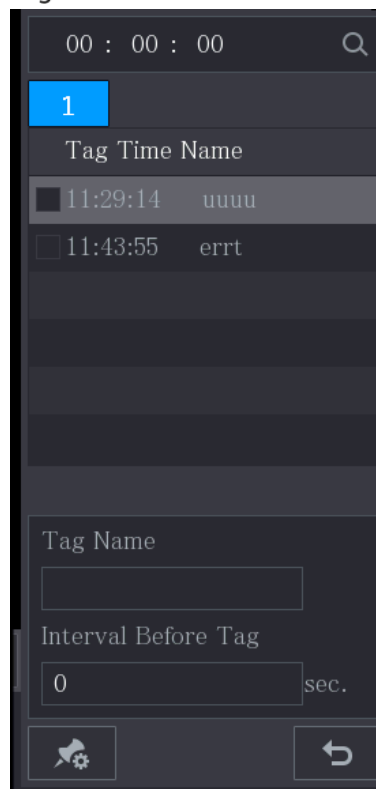 00 : 00 : 00
1
Tag Time Name
11:29:14 uuuu
11:43:55 errt
Tag Name
Interval Before Tag
0 sec.